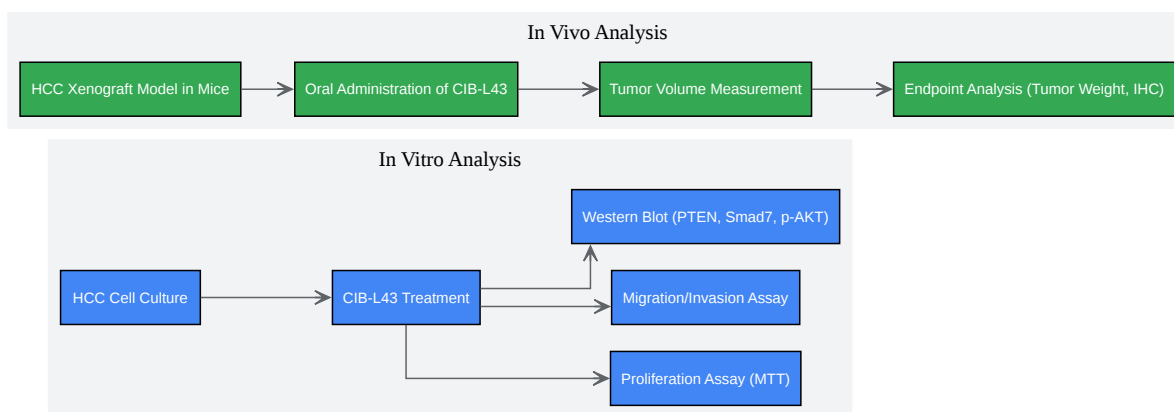 In Vivo Analysis
HCC Xenograft Model in Mice
Oral Administration of CIB-L43
Tumor Volume Measurement
Endpoint Analysis (Tumor Weight, IHC)
In Vitro Analysis
Western Blot (PTEN, Smad7, p-AKT)
HCC Cell Culture
CIB-L43 Treatment
Migration/Invasion Assay
Proliferation Assay (MTT)